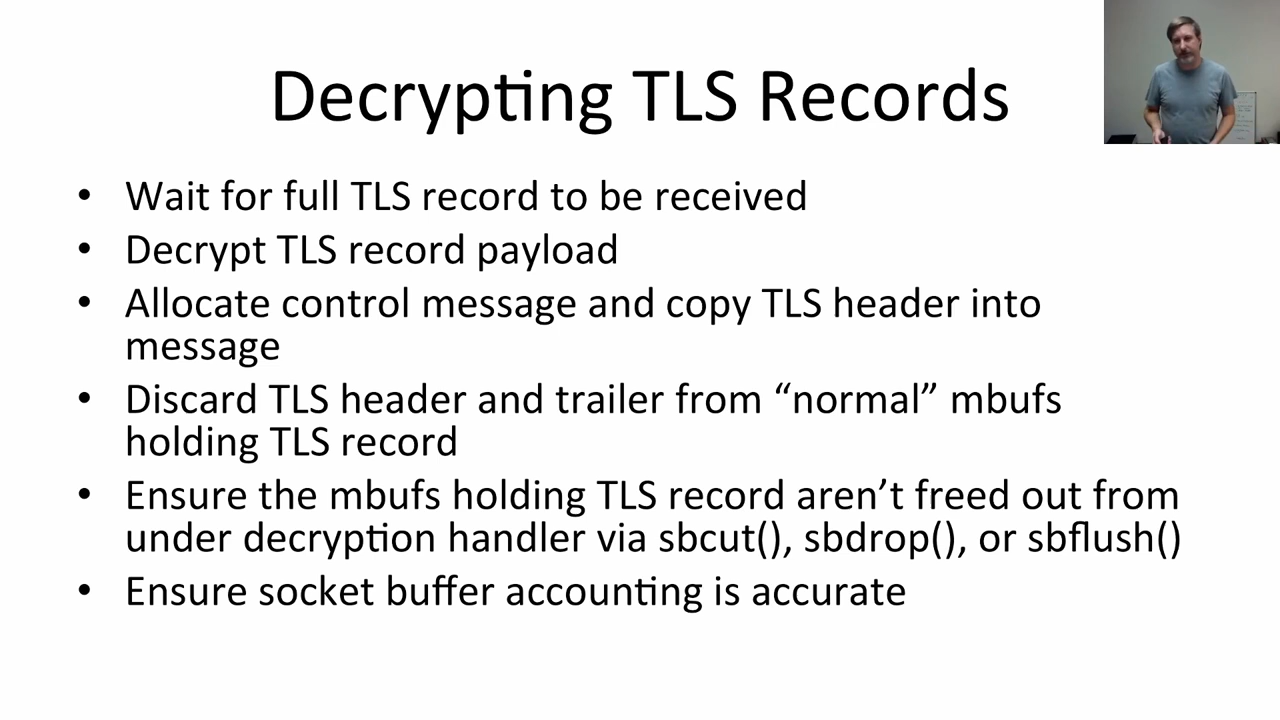 Decrypting TLS Records
• Wait for full TLS record to be received
• Decrypt TLS record payload
• Allocate control message and copy TLS header into
message
• Discard TLS header and trailer from “normal” mbufs
holding TLS record
• Ensure the mbufs holding TLS record aren’t freed out from
under decryption handler via sbcut(), sbdrop(), or sbflush()
• Ensure socket buffer accounting is accurate